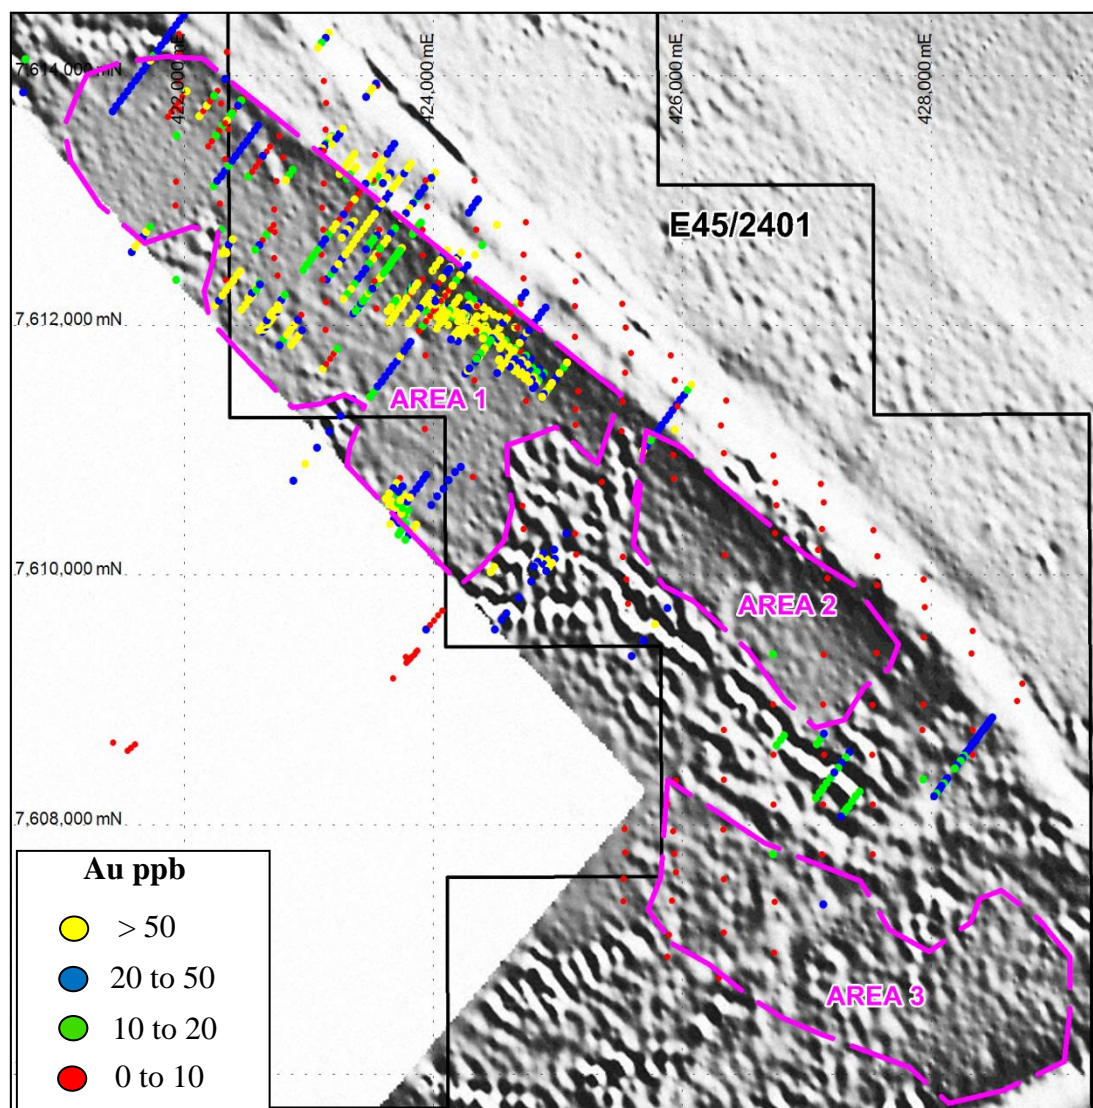 422,000 mE
424,000 mE
426,000 mE
428,000 mE
7,614,000 mN
E45/2401
7,612,000 mN
AREA 1
7,610,000 mN
AREA 2
7,608,000 mN
AREA 3
Au ppb
> 50
20 to 50
10 to 20
0 to 10